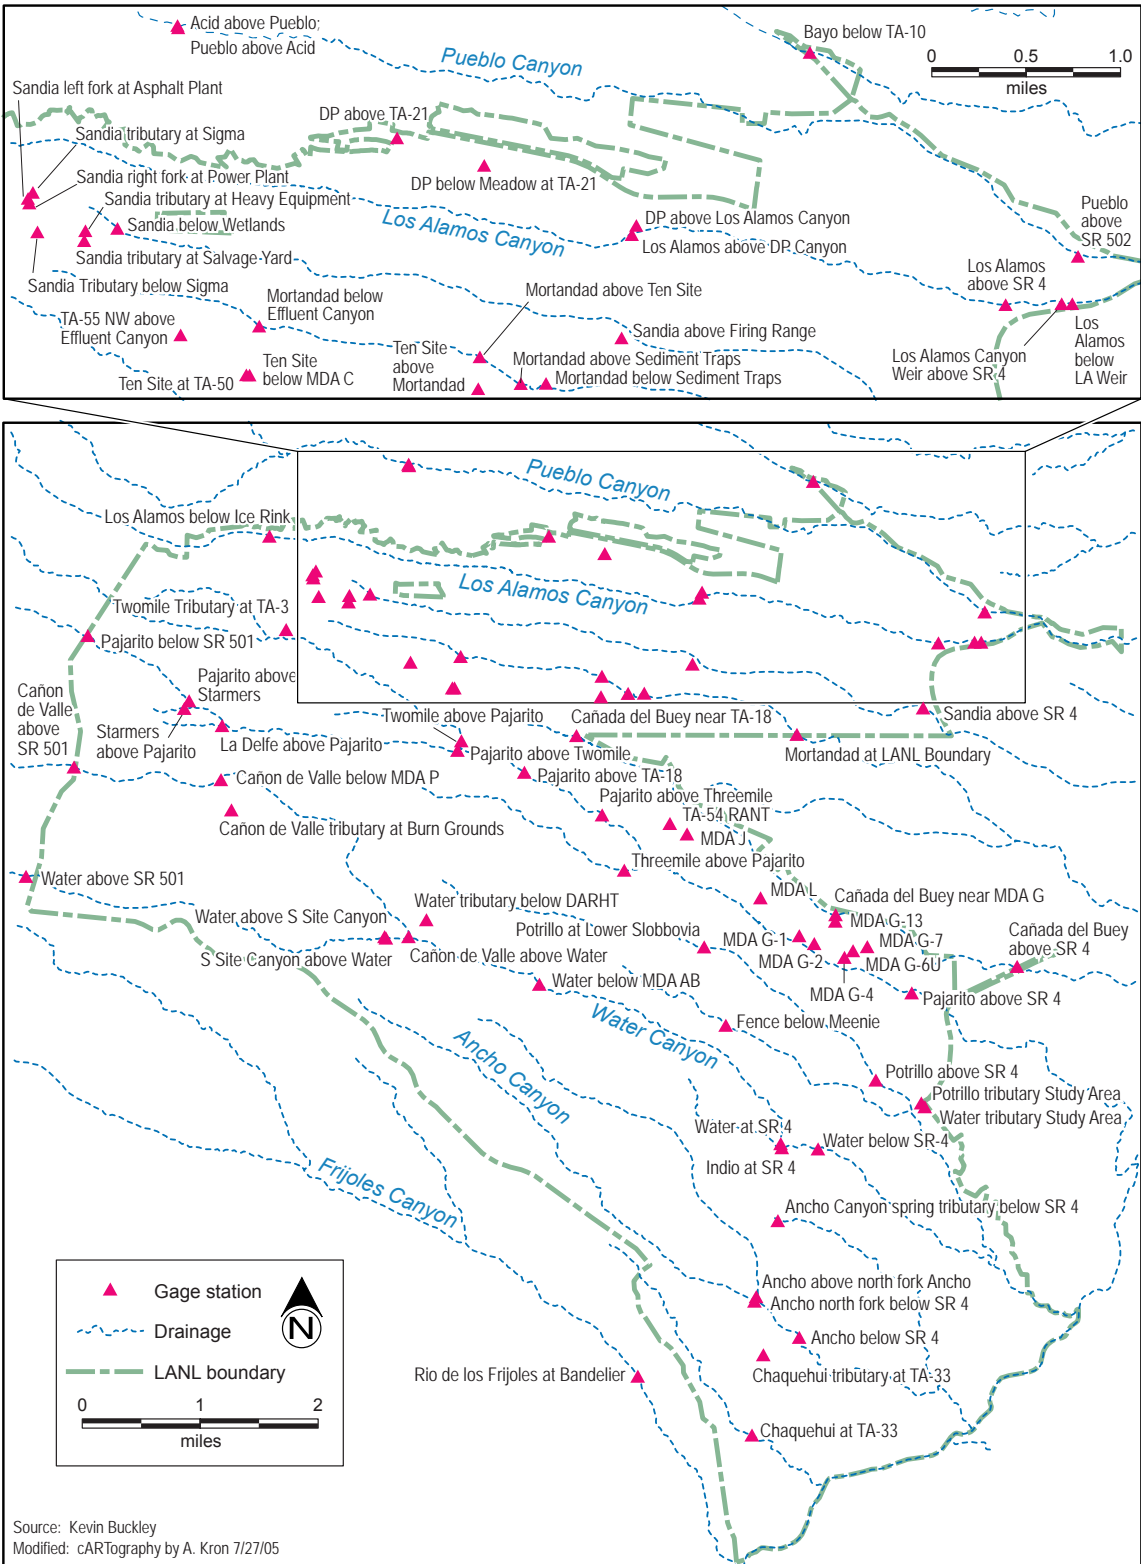 Acid above Pueblo;
Pueblo above Acid
Pueblo Canyon
Bayo below TA-10
0 0.5 1.0
miles
Sandia left fork at Asphalt Plant
Sandia tributary at Sigma
DP above TA-21
Sandia right fork at Power Plant
DP below Meadow at TA-21
Sandia tributary at Heavy Equipment
Sandia below Wetlands
Los Alamos Canyon
DP above Los Alamos Canyon
Los Alamos above DP Canyon
Pueblo
above
SR 502
Sandia tributary at Salvage Yard
Sandia Tributary below Sigma
Los Alamos
above SR 4
Mortandad below
Effluent Canyon
Mortandad above Ten Site
TA-55 NW above
Effluent Canyon
Sandia above Firing Range
Los Alamos Canyon
Weir above SR 4
Los
Alamos
below
LA Weir
Ten Site at TA-50
Ten Site
below MDA C
Ten Site
above
Mortandad
Mortandad above Sediment Traps
Mortandad below Sediment Traps
Pueblo Canyon
Los Alamos below Ice Rink
Los Alamos Canyon
Twomile Tributary at TA-3
Pajarito below SR 501
Pajarito above
Starmers
Cañon
de Valle
above
SR 501
Starmers
above Pajarito
La Delfe above Pajarito
Twomile above Pajarito
Cañada del Buey near TA-18
Sandia above SR 4
Mortandad at LANL Boundary
Pajarito above Twomile
Pajarito above TA-18
Cañon de Valle below MDA P
Cañon de Valle tributary at Burn Grounds
Pajarito above Threemile
TA-54 RANT
MDA J
Threemile above Pajarito
Water above SR 501
MDA L
Cañada del Buey near MDA G
MDA G-13
Water tributary below DARHT
Water above S Site Canyon
Potrillo at Lower Slobbovia
MDA G-1
MDA G-7
Cañada del Buey
above SR 4
S Site Canyon above Water
Cañon de Valle above Water
MDA G-2
MDA G-6U
MDA G-4
Water below MDA AB
Pajarito above SR 4
Water Canyon
Fence below Meenie
Ancho Canyon
Potrillo above SR 4
Potrillo tributary Study Area
Water tributary Study Area
Water at SR 4
Water below SR-4
Indio at SR 4
Frijoles Canyon
Ancho Canyon spring tributary below SR 4
Ancho above north fork Ancho
Ancho north fork below SR 4
Ancho below SR 4
Rio de los Frijoles at Bandelier
Chaquehui tributary at TA-33
Chaquehui at TA-33
Gage station
Drainage
N
LANL boundary
0 1 2
miles
Source: Kevin Buckley
Modified: cARTography by A. Kron 7/27/05